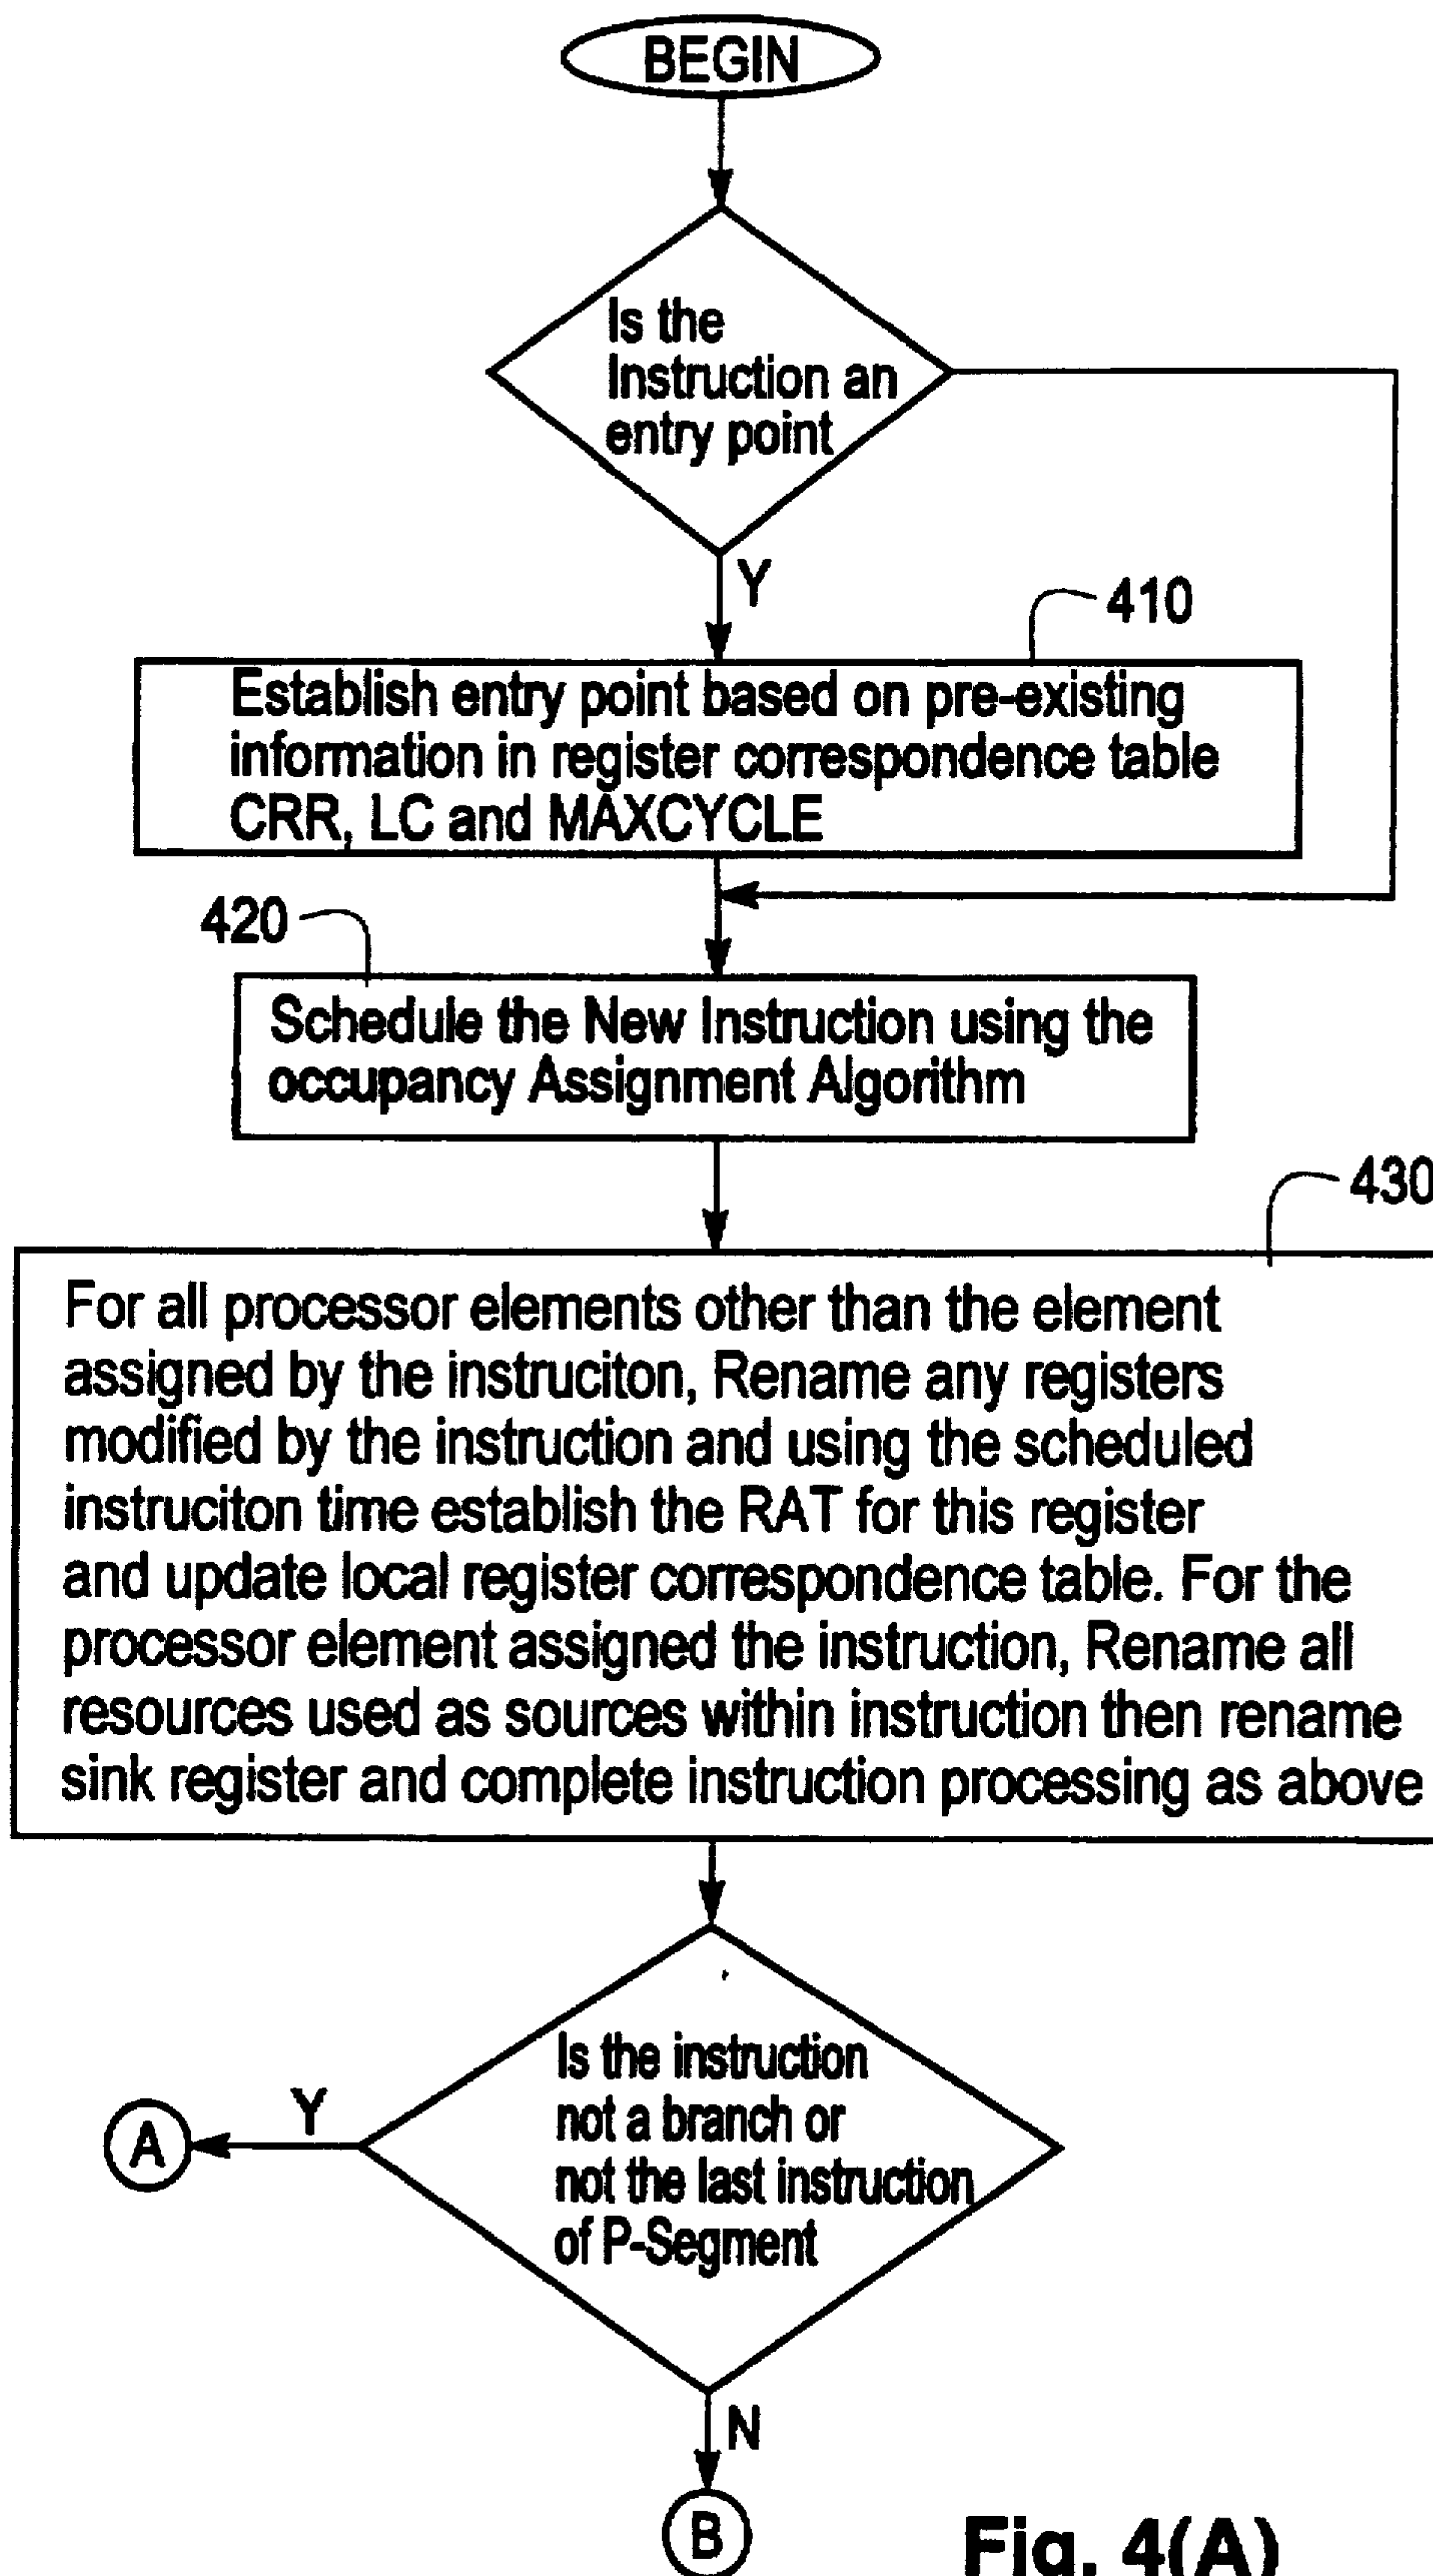 BEGIN
Is the
Instruction an
entry point
Y
410
Establish entry point based on pre-existing
information in register correspondence table
CRR, LC and MAXCYCLE
420
Schedule the New Instruction using the
occupancy Assignment Algorithm
430
For all processor elements other than the element
assigned by the instruciton, Rename any registers
modified by the instruction and using the scheduled
instruciton time establish the RAT for this register
and update local register correspondence table. For the
processor element assigned the instruction, Rename all
resources used as sources within instruction then rename
sink register and complete instruction processing as above
Is the instruction
not a branch or
not the last instruction
of P-Segment
Y
A
N
B
Fig. 4(A)